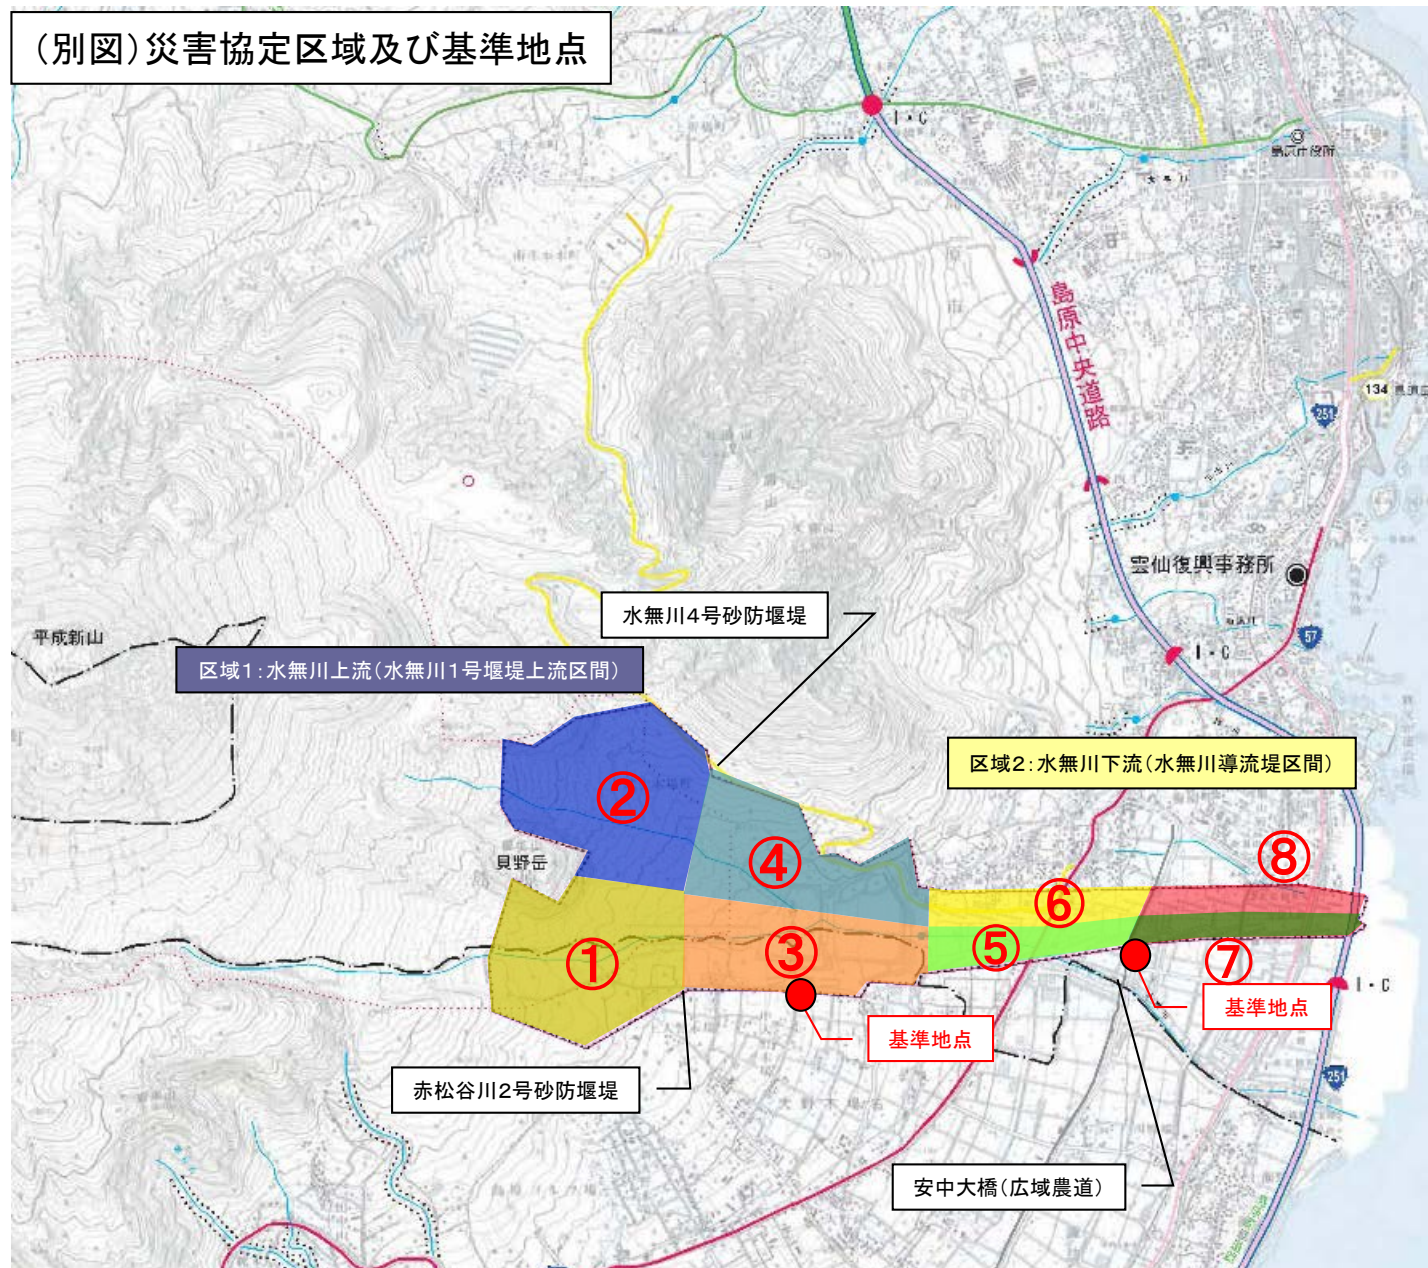 (別図)災害協定区域及び基準地点
I・C
島原市役所
島原中央道路
134
251
雲仙復興事務所
57
I・C
平成新山
水無川4号砂防堰堤
区域1:水無川上流(水無川1号堰堤上流区間)
区域2:水無川下流(水無川導流堤区間)
②
④
⑧
貝野岳
⑥
①
③
⑤
⑦
I・C
基準地点
基準地点
251
赤松谷川2号砂防堰堤
安中大橋(広域農道)